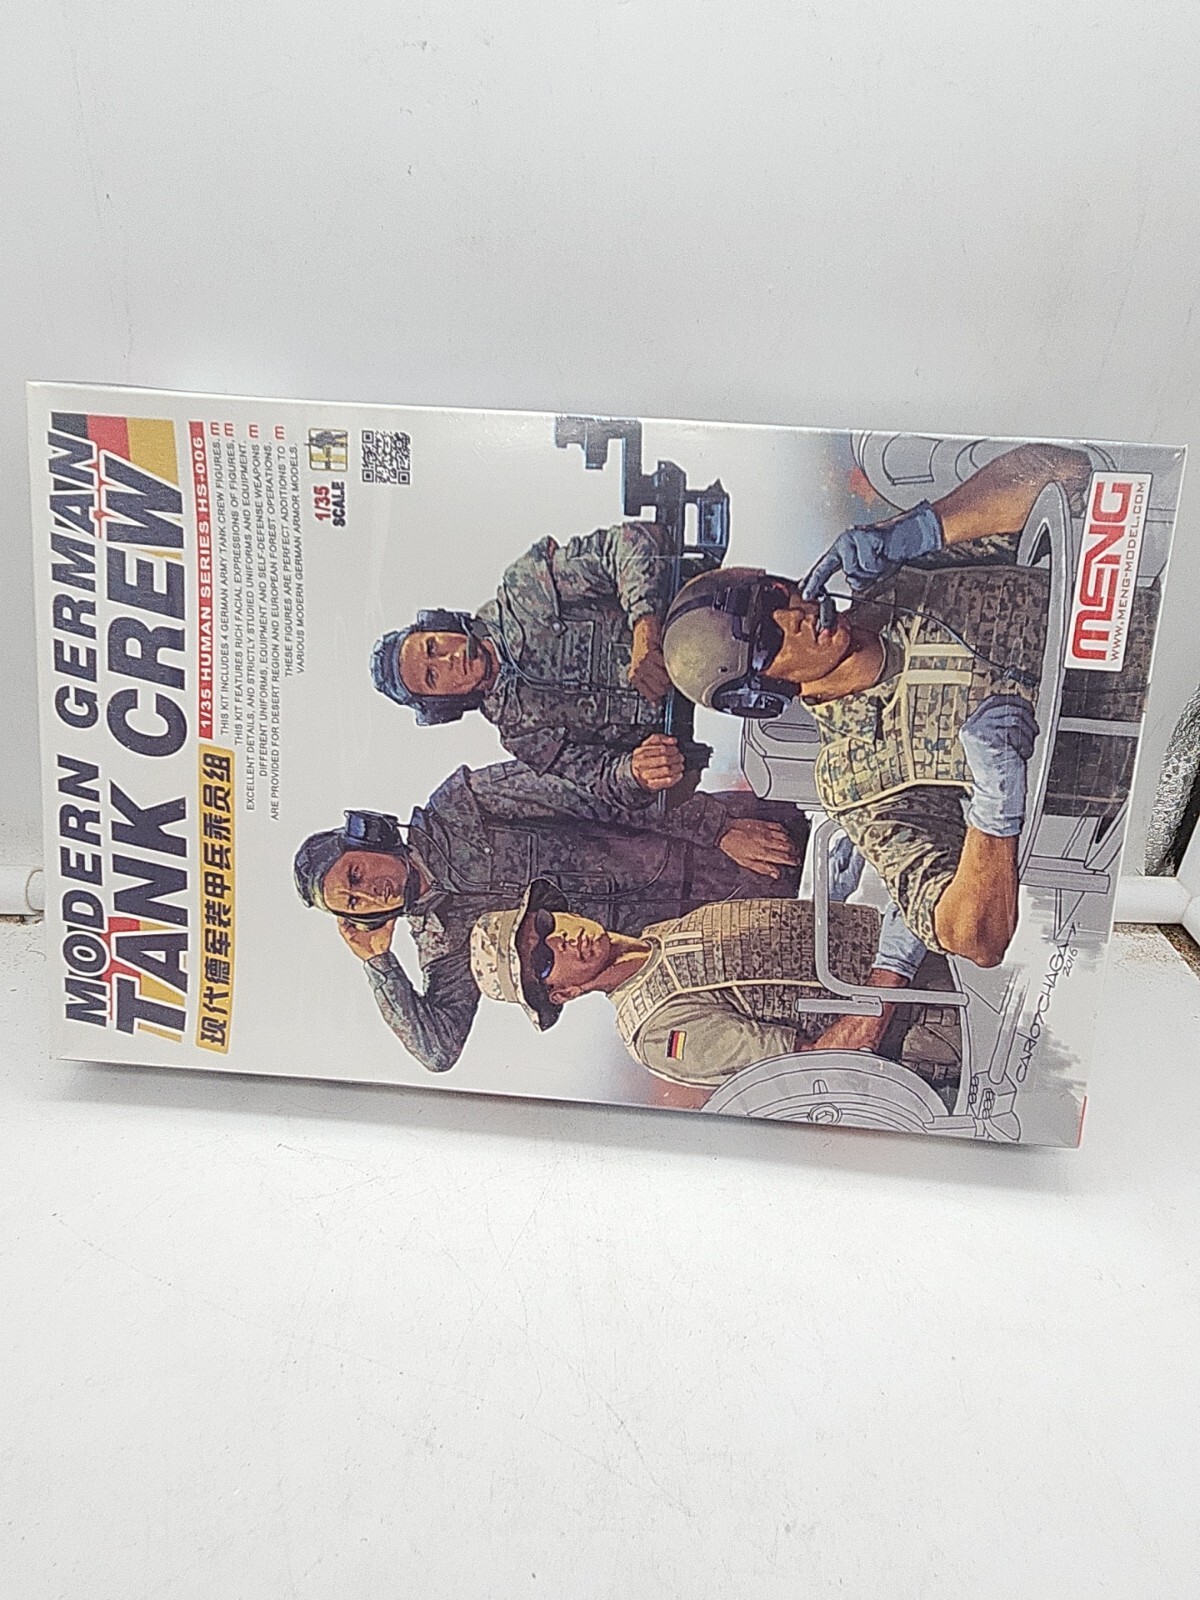 MODERN GERMAN
TANK CREW
现代德军装甲兵乘员组
1/35 HUMAN SERIES HS-006
THIS KIT INCLUDES 4 GERMAN ARMY TANK CREW FIGURES. m
THIS KIT FEATURES RICH FACIAL EXPRESSIONS OF FIGURES, m
EXCELLENT DETAILS, AND STRICTLY STUDIED UNIFORMS AND EQUIPMENT.
DIFFERENT UNIFORMS, EQUIPMENT AND SELF-DEFENSE WEAPONS m
ARE PROVIDED FOR DESERT REGION AND EUROPEAN FOREST OPERATIONS.
THESE FIGURES ARE PERFECT ADDITIONS TO m
VARIOUS MODERN GERMAN ARMOR MODELS.
1/35
SCALE
CARLO CHAGA
2016
MENG
WWW.MENG-MODEL.COM